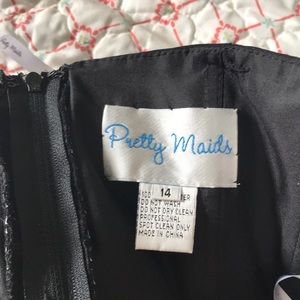 Pretty Maids
14
DO NOT WASH
DO NOT DRY CLEAN
PROFESSIONAL
SPOT CLEAN ONLY
MADE IN CHINA